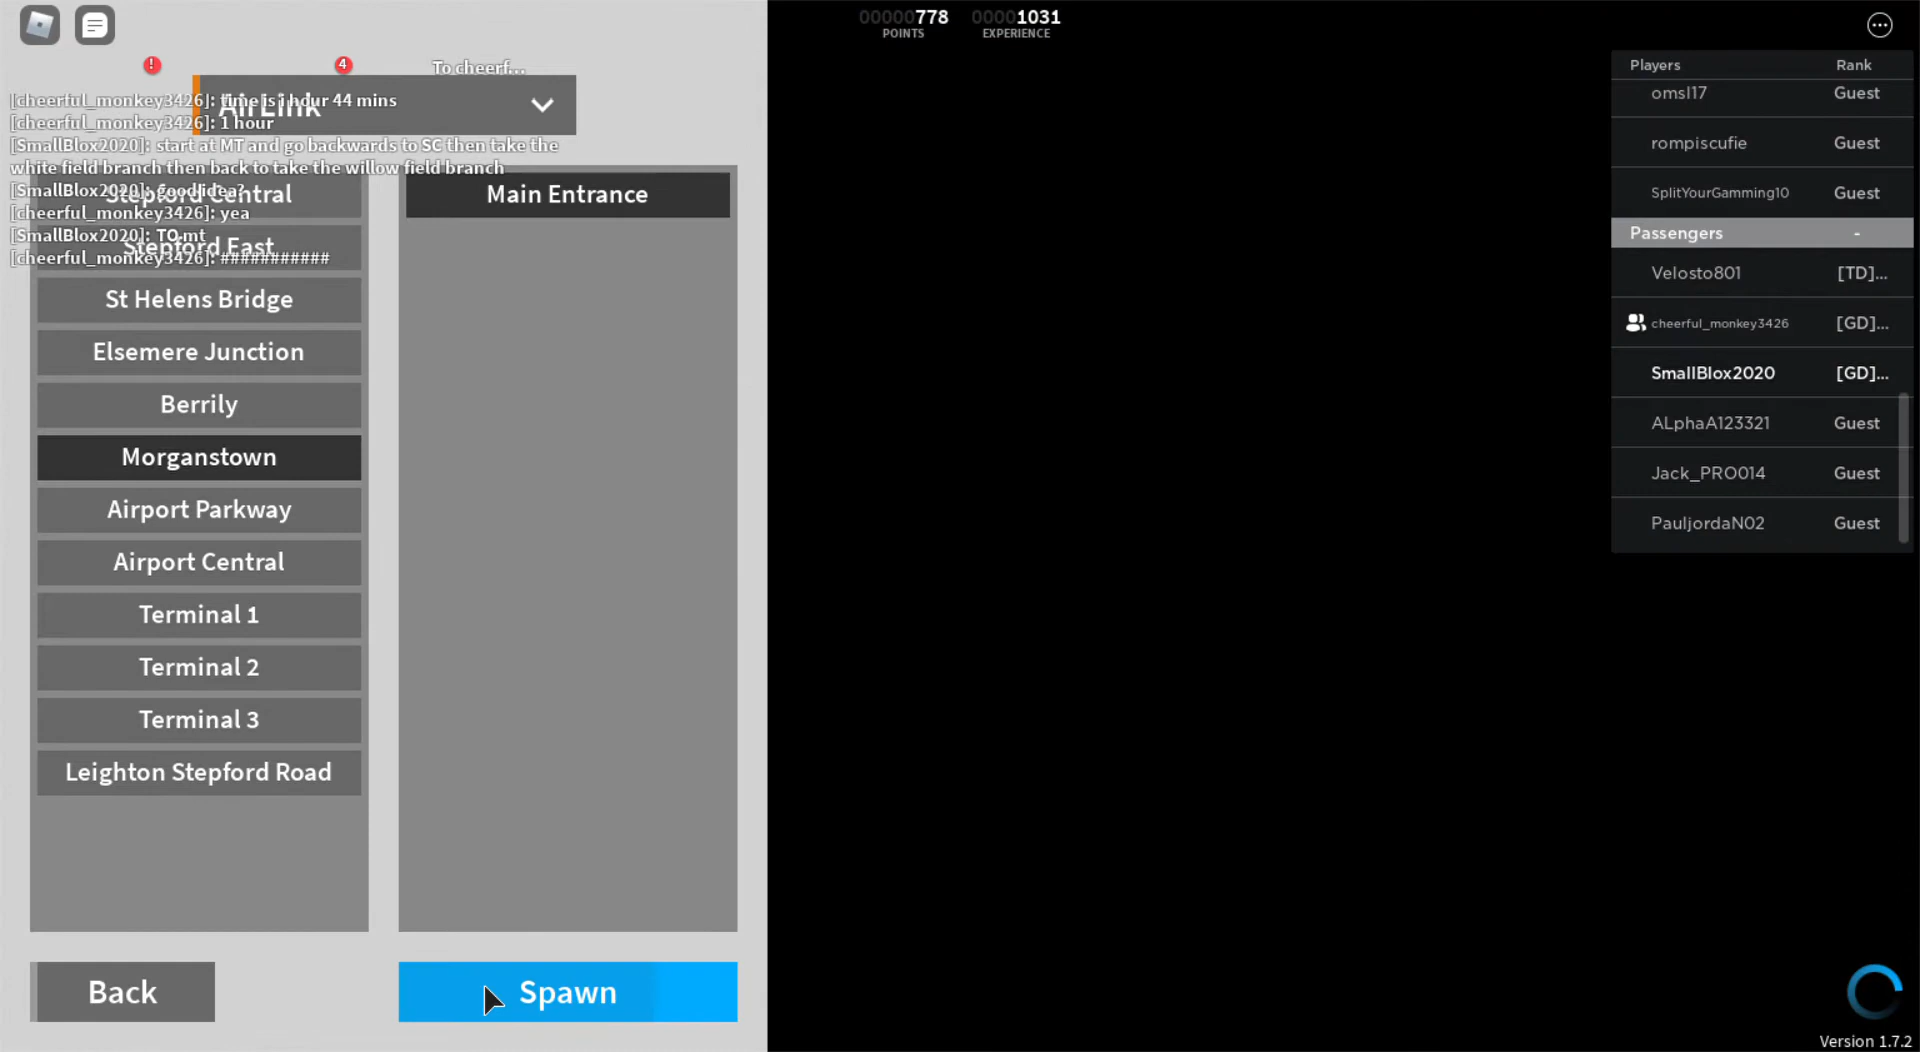 00000778
POINTS
00001031
EXPERIENCE
!
4
To cheerf...
AirLink
[cheerful_monkey3426]: time is i hour 44 mins
[cheerful_monkey3426]: 1 hour
[SmallBlox2020]: start at MT and go backwards to SC then take the
white field branch then back to take the willow field branch
[SmallBlox2020]: good idea?
[cheerful_monkey3426]: yea
[SmallBlox2020]: TO mt
[cheerful_monkey3426]: ###########
Stepford Central
Stepford East
St Helens Bridge
Elsemere Junction
Berrily
Morganstown
Airport Parkway
Airport Central
Terminal 1
Terminal 2
Terminal 3
Leighton Stepford Road
Main Entrance
Back
Spawn
Players Rank
omsl17 Guest
rompiscufie Guest
SplitYourGamming10 Guest
Passengers -
Velosto801 [TD]...
cheerful_monkey3426 [GD]...
SmallBlox2020 [GD]...
ALphaA123321 Guest
Jack_PRO014 Guest
PauljordaN02 Guest
Version 1.7.2